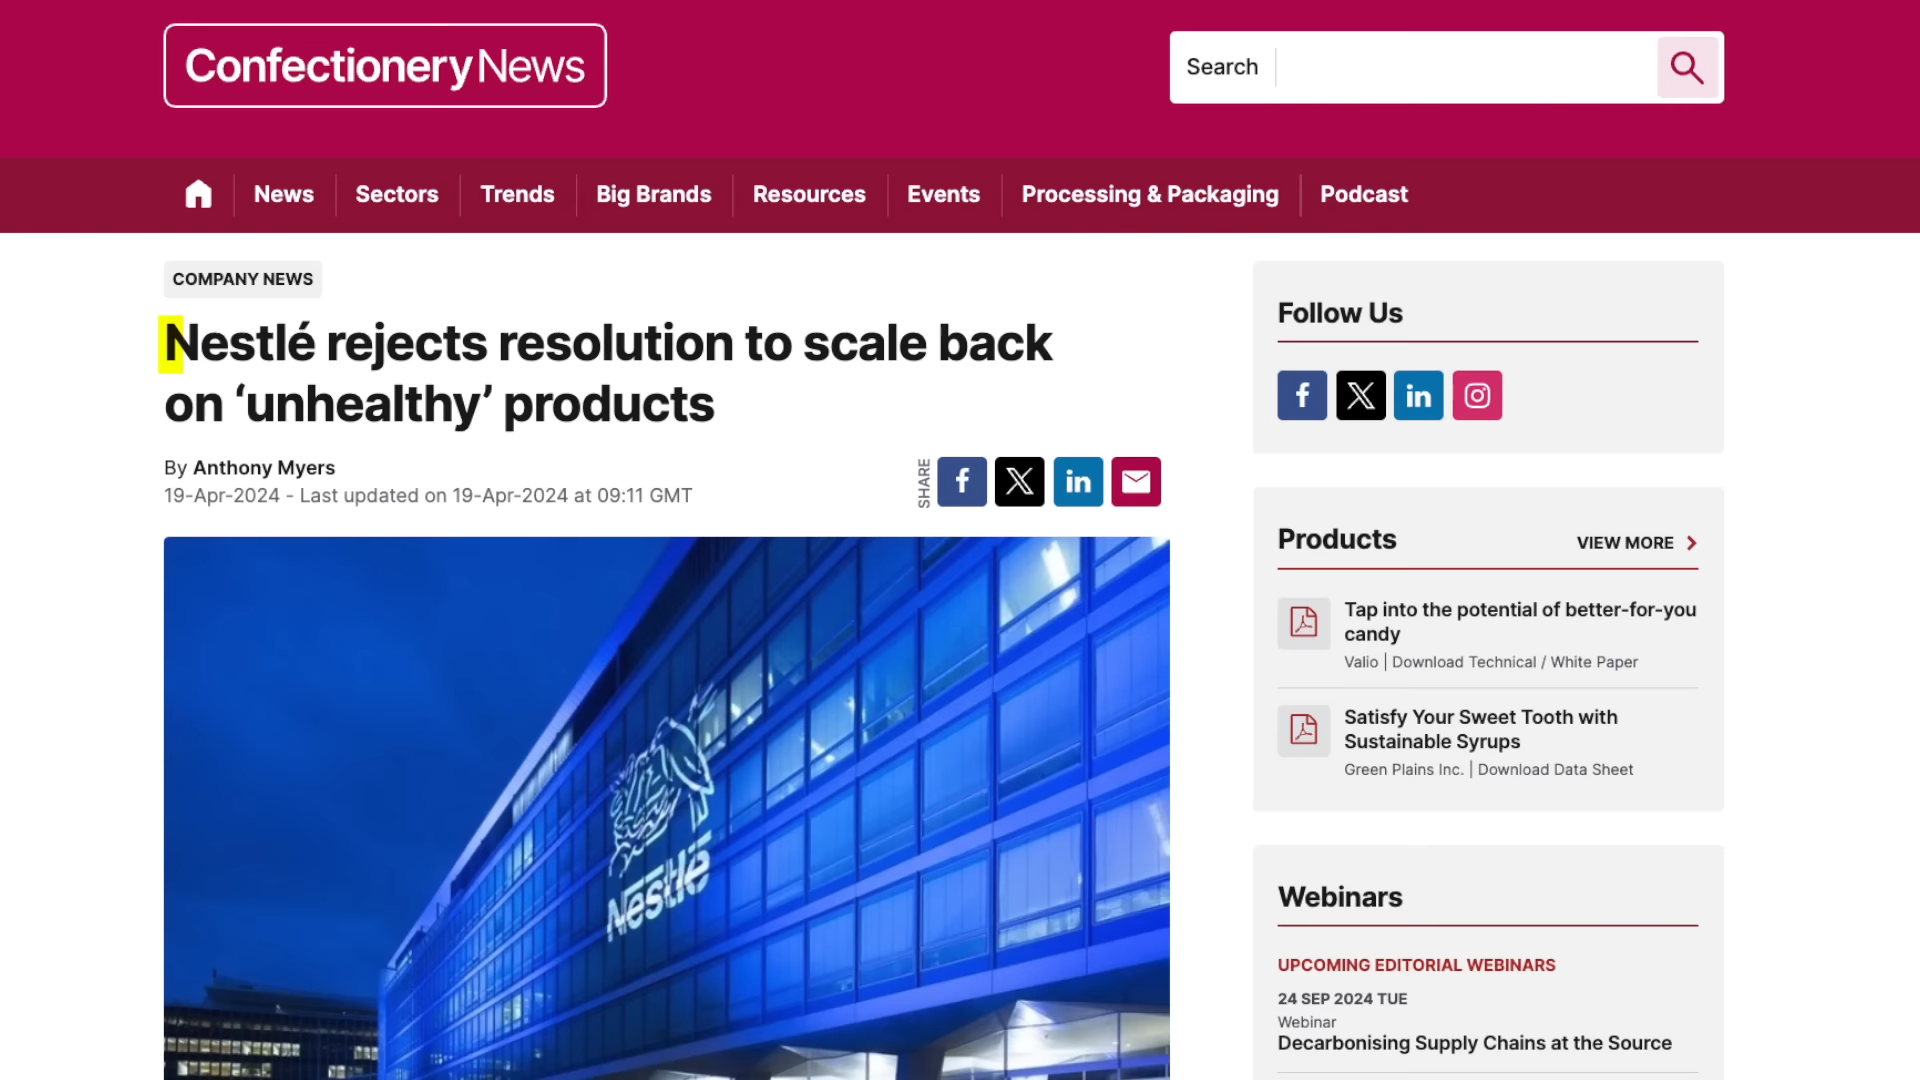 ConfectioneryNews
Search
News
Sectors
Trends
Big Brands
Resources
Events
Processing & Packaging
Podcast
COMPANY NEWS
Nestlé rejects resolution to scale back
on ‘unhealthy’ products
By Anthony Myers
19-Apr-2024 - Last updated on 19-Apr-2024 at 09:11 GMT
SHARE
Nestlé
Follow Us
Products
VIEW MORE
Tap into the potential of better-for-you
candy
Valio | Download Technical / White Paper
Satisfy Your Sweet Tooth with
Sustainable Syrups
Green Plains Inc. | Download Data Sheet
Webinars
UPCOMING EDITORIAL WEBINARS
24 SEP 2024 TUE
Webinar
Decarbonising Supply Chains at the Source